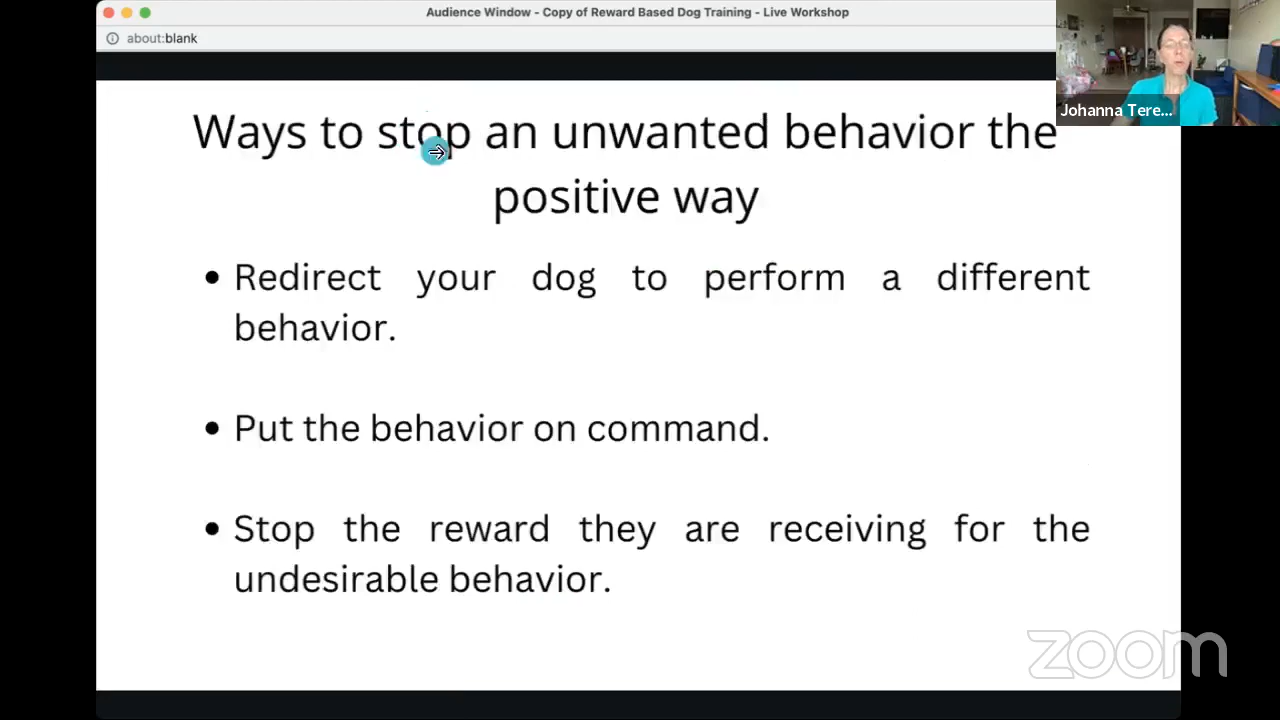 Audience Window - Copy of Reward Based Dog Training - Live Workshop
about:blank
Johanna Tere...
Ways to stop an unwanted behavior the
positive way
• Redirect your dog to perform a different
behavior.
• Put the behavior on command.
• Stop the reward they are receiving for the
undesirable behavior.
zoom